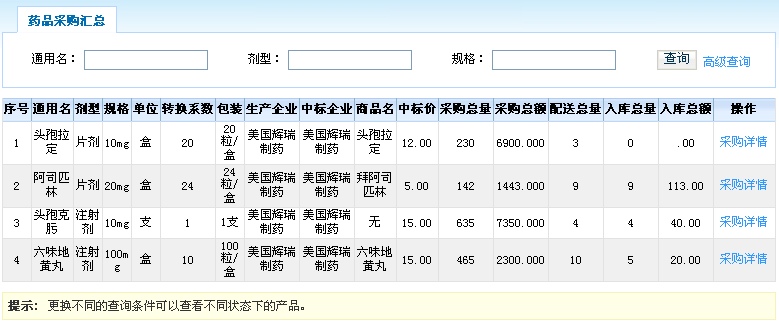 药品采购汇总
通用名： 剂型： 规格： 查询 高级查询
序号 通用名 剂型 规格 单位 转换系数 包装 生产企业 中标企业 商品名 中标价 采购总量 采购总额 配送总量 入库总量 入库总额 操作
1 头孢拉定 片剂 10mg 盒 20 20粒/盒 美国辉瑞制药 美国辉瑞制药 头孢拉定 12.00 230 6900.000 3 0 .00 采购详情
2 阿司匹林 片剂 20mg 盒 24 24粒/盒 美国辉瑞制药 美国辉瑞制药 拜阿司匹林 5.00 142 1443.000 9 9 113.00 采购详情
3 头孢克肟 注射剂 10mg 支 1 1支 美国辉瑞制药 美国辉瑞制药 无 15.00 635 7350.000 4 4 40.00 采购详情
4 六味地黄丸 注射剂 100mg 盒 10 100粒/盒 美国辉瑞制药 美国辉瑞制药 六味地黄丸 15.00 465 2300.000 10 5 20.00 采购详情
提示： 更换不同的查询条件可以查看不同状态下的产品。